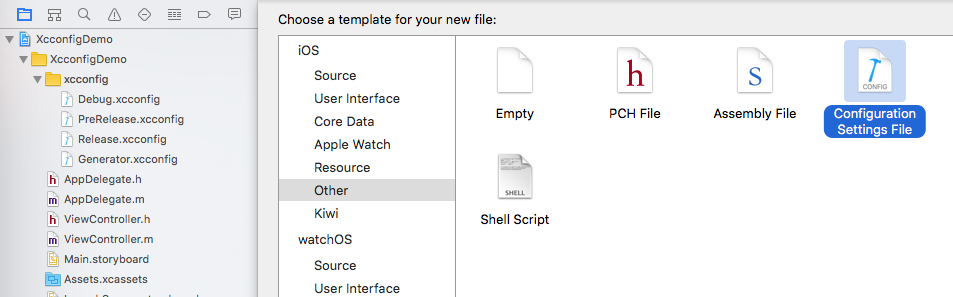 XcconfigDemo
XcconfigDemo
xcconfig
Debug.xcconfig
PreRelease.xcconfig
Release.xcconfig
Generator.xcconfig
AppDelegate.h
AppDelegate.m
ViewController.h
ViewController.m
Main.storyboard
Assets.xcassets
Choose a template for your new file:
iOS
Source
User Interface
Core Data
Apple Watch
Resource
Other
Kiwi
watchOS
Source
User Interface
Empty
h
PCH File
s
Assembly File
CONFIG
Configuration
Settings File
SHELL
Shell Script